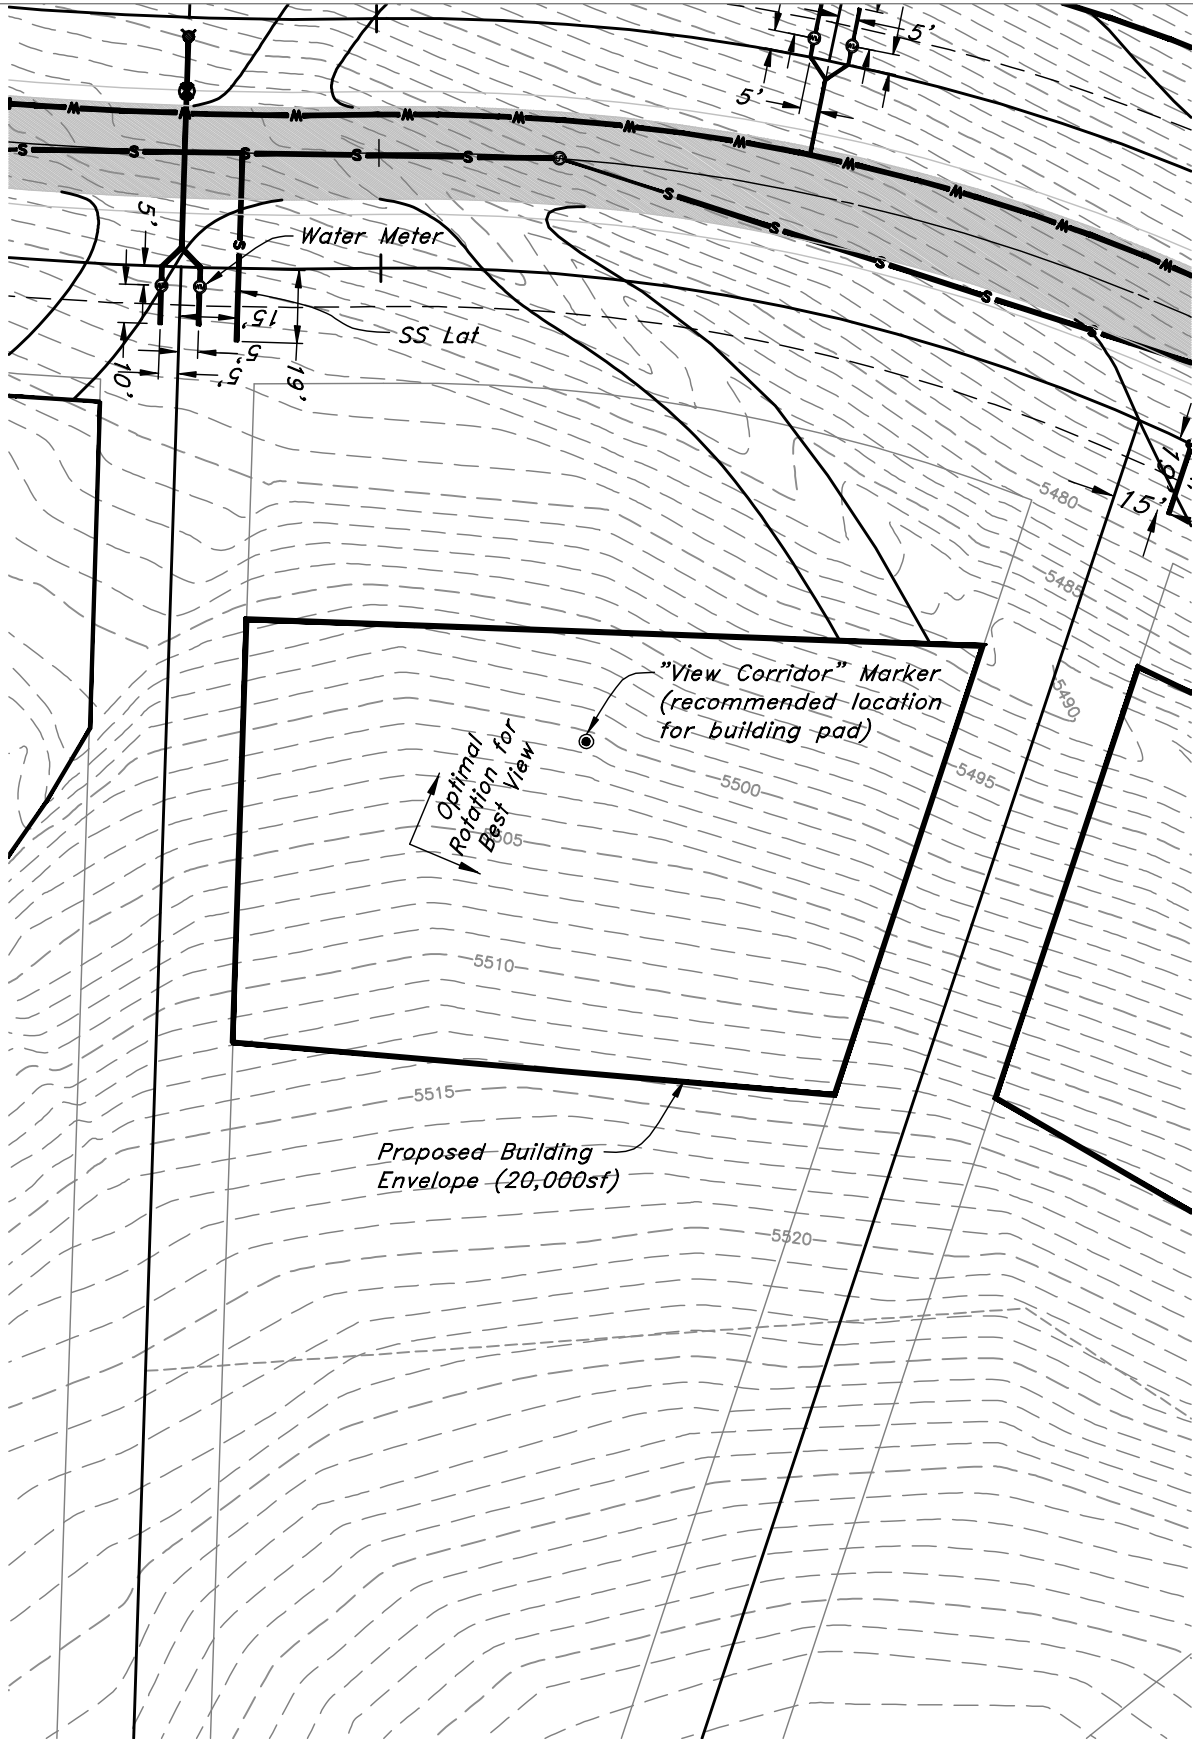 5'
5'
W W W W W W W W W W W
S S S S S S S S S S
5'
Water Meter
15'
SS Lat
5'
5'
10'
19'
19'
15'
5480
5485
5490
5495
"View Corridor" Marker
(recommended location
for building pad)
Optimal
Rotation for
Best View
5500
5505
5510
5515
Proposed Building
Envelope (20,000sf)
5520